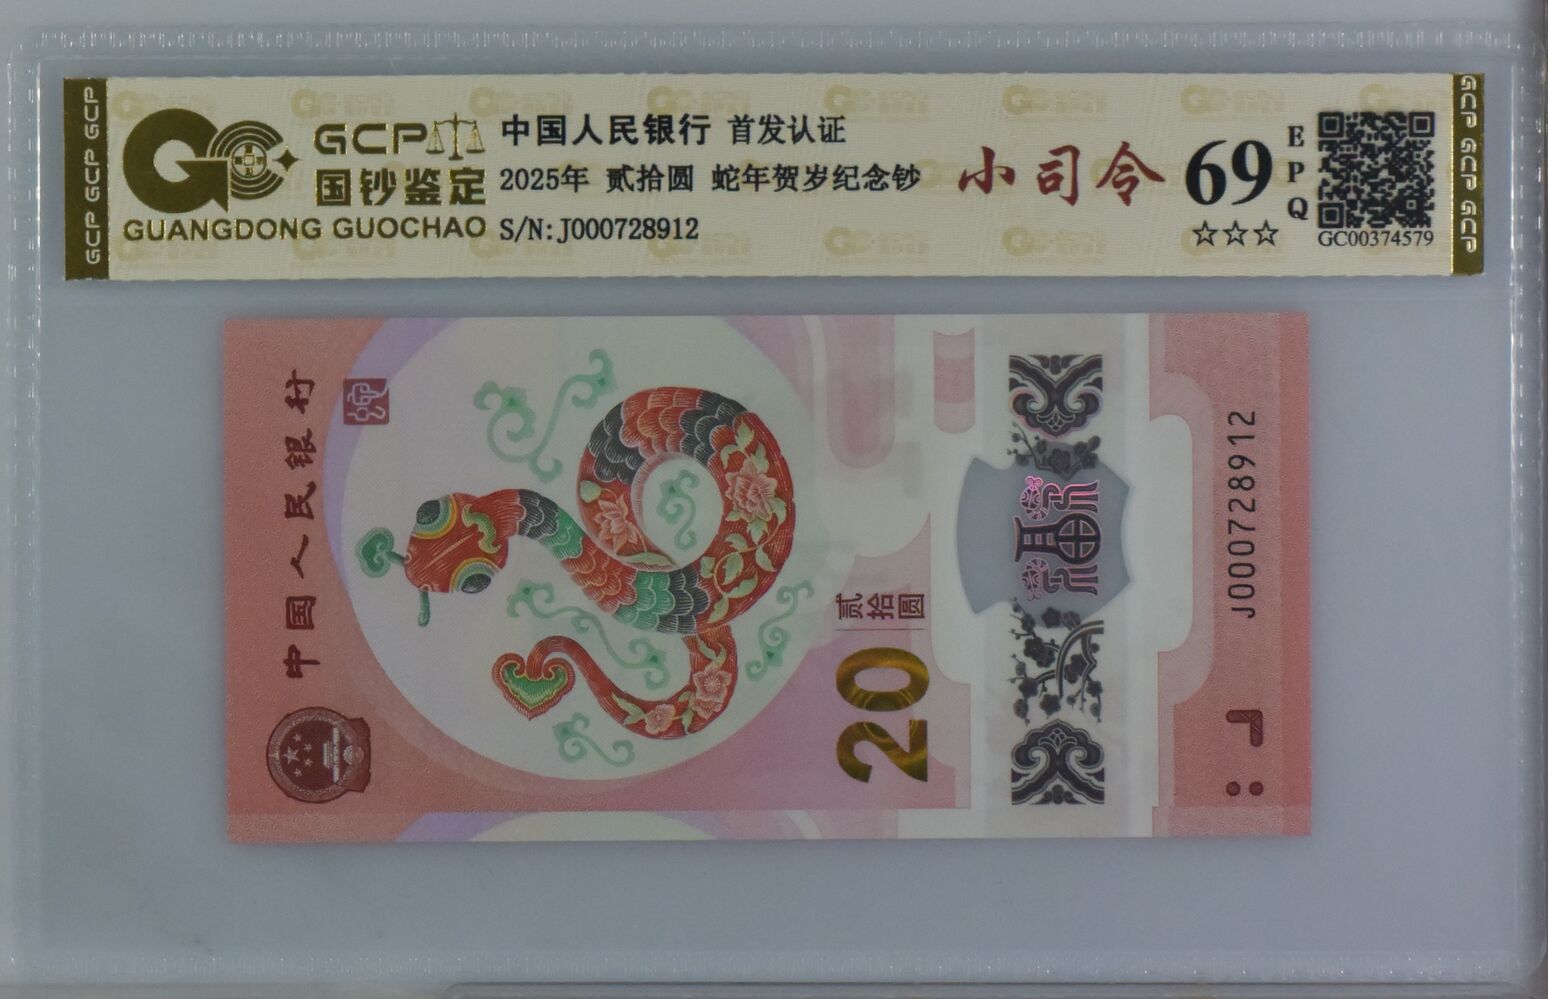 GCP GCP GCP
GCP
国钞鉴定
GUANGDONG GUOCHAO
中国人民银行 首发认证
2025年 贰拾圆 蛇年贺岁纪念钞
S/N:J000728912
小司令
69
EPQ
☆☆☆
GC00374579
GCP GCP GCP
中国人民银行
贰拾圆
20
福
J000728912